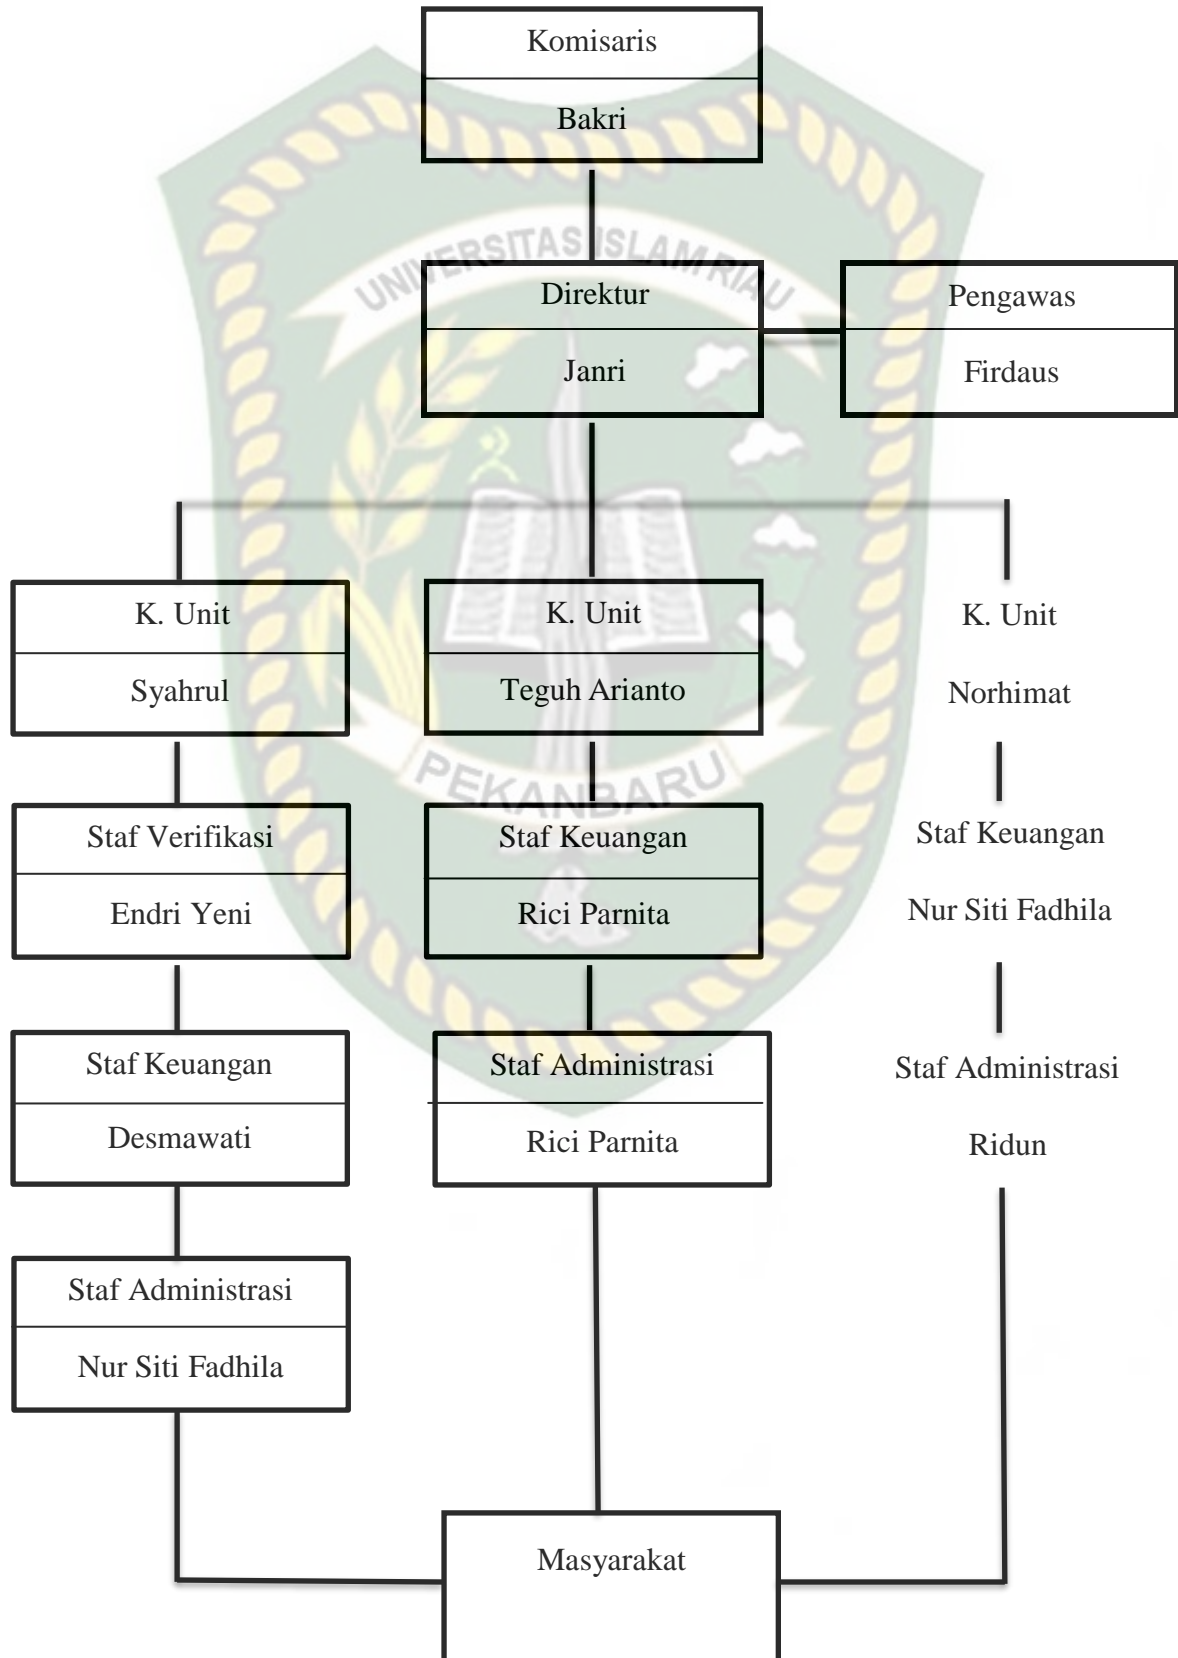 Komisaris
Bakri
UNIVERSITAS ISLAM RIAU
Direktur
Janri
Pengawas
Firdaus
K. Unit
Syahrul
K. Unit
Teguh Arianto
K. Unit
Norhimat
PEKANBARU
Staf Verifikasi
Endri Yeni
Staf Keuangan
Rici Parnita
Staf Keuangan
Nur Siti Fadhila
Staf Keuangan
Desmawati
Staf Administrasi
Rici Parnita
Staf Administrasi
Ridun
Staf Administrasi
Nur Siti Fadhila
Masyarakat